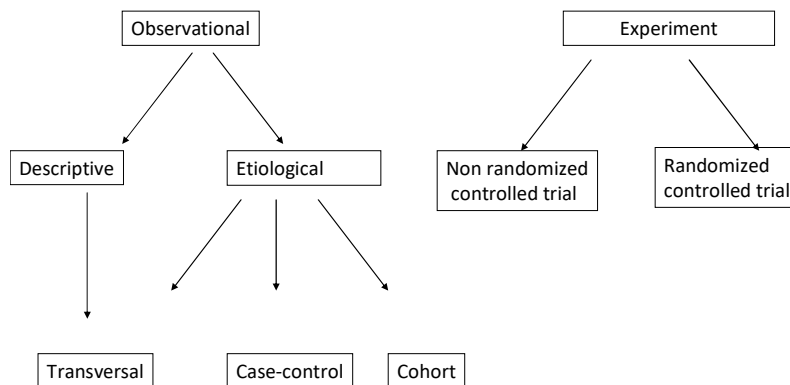 Observational
Experiment
Descriptive
Etiological
Non randomized
controlled trial
Randomized
controlled trial
Transversal
Case-control
Cohort